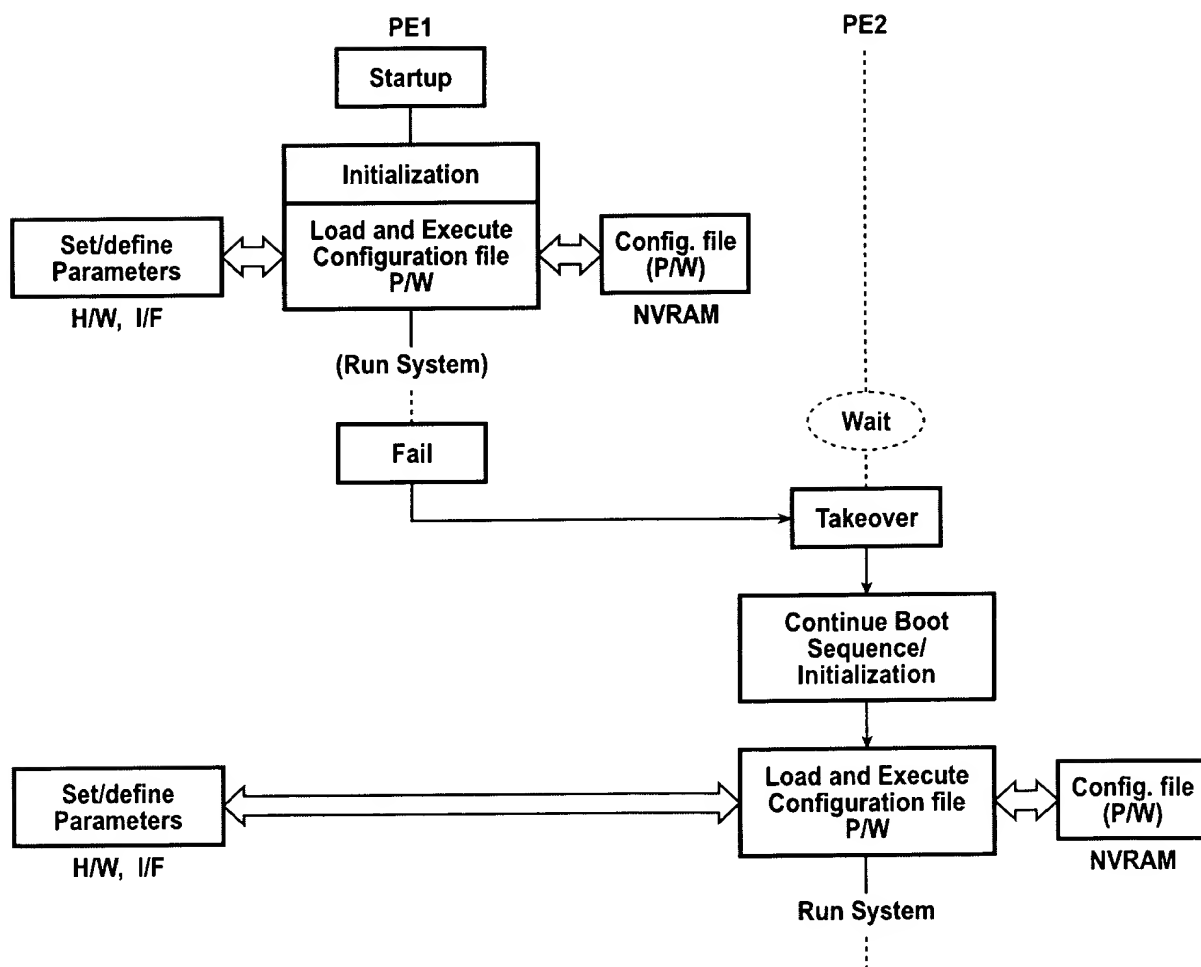 PE1
PE2
Startup
Initialization
Load and Execute
Configuration file
P/W
Set/define
Parameters
H/W, I/F
Config. file
(P/W)
NVRAM
(Run System)
Wait
Fail
Takeover
Continue Boot
Sequence/
Initialization
Set/define
Parameters
H/W, I/F
Load and Execute
Configuration file
P/W
Config. file
(P/W)
NVRAM
Run System